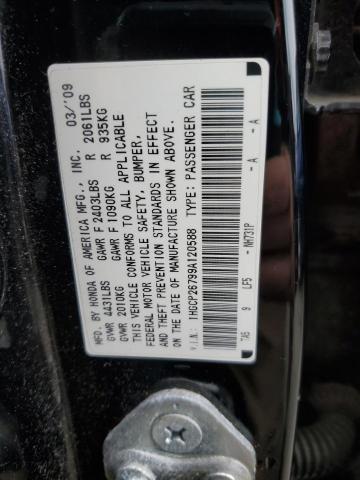 MFD. BY HONDA OF AMERICA MFG., INC. 03/'09
GVWR 4431LBS GAWR F 2403LBS R 2061LBS
GVWR 2010KG GAWR F 1090KG R 935KG
THIS VEHICLE CONFORMS TO ALL APPLICABLE
FEDERAL MOTOR VEHICLE SAFETY, BUMPER,
AND THEFT PREVENTION STANDARDS IN EFFECT
ON THE DATE OF MANUFACTURE SHOWN ABOVE.
V.I.N.: 1HGCP26799A120588 TYPE: PASSENGER CAR
TA5 9 LF5 - NH731P - A - A